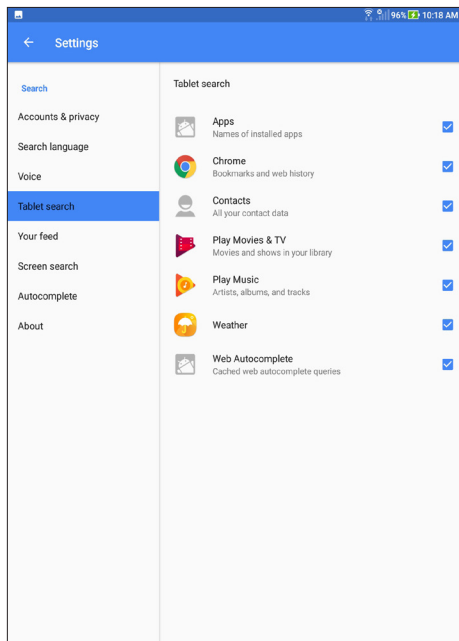 96% 10:18 AM
Settings
Search
Accounts & privacy
Search language
Voice
Tablet search
Your feed
Screen search
Autocomplete
About
Tablet search
Apps
Names of installed apps
Chrome
Bookmarks and web history
Contacts
All your contact data
Play Movies & TV
Movies and shows in your library
Play Music
Artists, albums, and tracks
Weather
Web Autocomplete
Cached web autocomplete queries